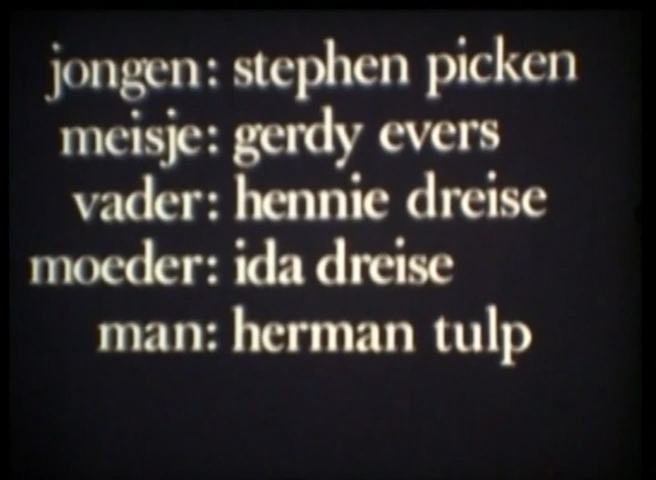 jongen: stephen picken
meisje: gerdy evers
vader: hennie dreise
moeder: ida dreise
man: herman tulp